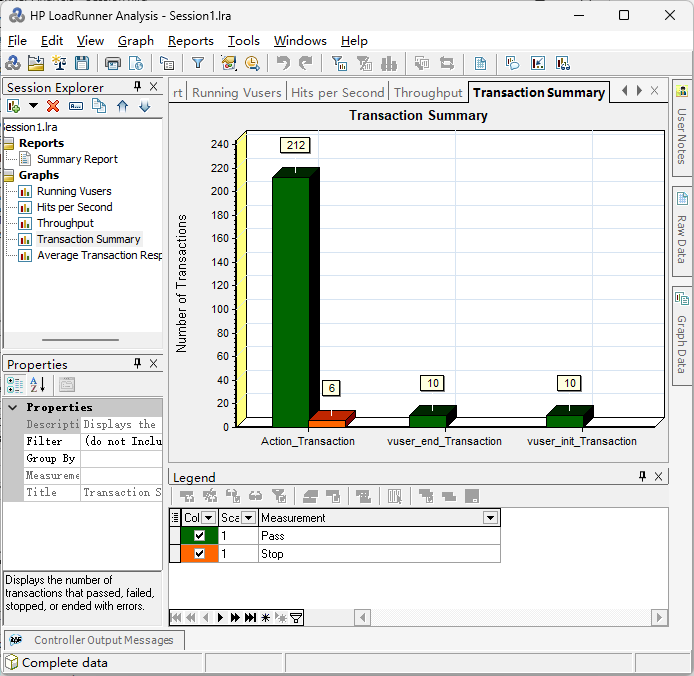 HP LoadRunner Analysis - Session1.lra
File Edit View Graph Reports Tools Windows Help
Session Explorer
Session1.lra
Reports
Summary Report
Graphs
Running Vusers
Hits per Second
Throughput
Transaction Summary
Average Transaction Resp
Properties
Properties
Descripti Displays the
Filter (do not Inclu
Group By
Measureme
Title Transaction S
Displays the number of
transactions that passed, failed,
stopped, or ended with errors.
rt Running Vusers Hits per Second Throughput Transaction Summary
Transaction Summary
Number of Transactions
240
220
200
180
160
140
120
100
80
60
40
20
0
212
6
10
10
Action_Transaction vuser_end_Transaction vuser_init_Transaction
Legend
Col Sca Measurement
1 Pass
1 Stop
User Notes
Raw Data
Graph Data
Controller Output Messages
Complete data